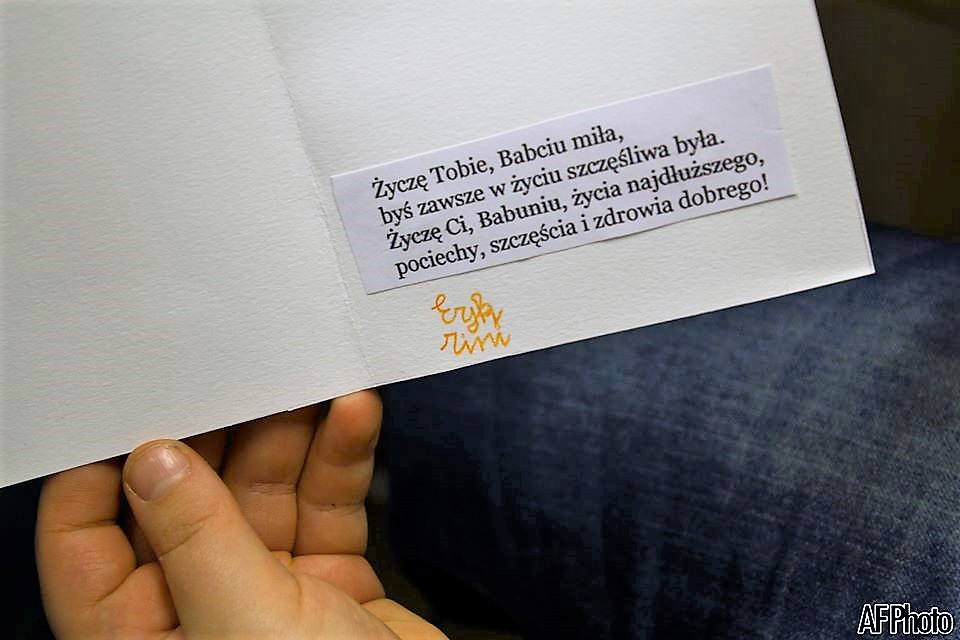 Życzę Tobie, Babciu miła,
byś zawsze w życiu szczęśliwa była.
Życzę Ci, Babuniu, życia najdłuższego,
pociechy, szczęścia i zdrowia dobrego!
Eryk
AFPhoto